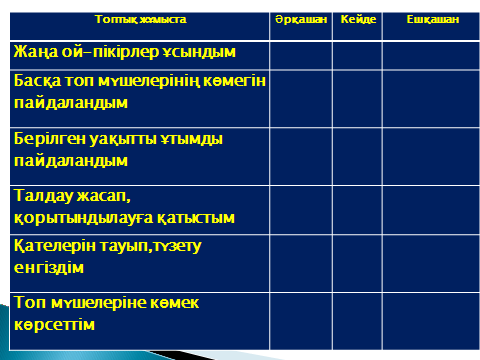 Топтық жұмыста Әрқашан Кейде Ешқашан
Жаңа ой-пікірлер ұсындым
Басқа топ мүшелерінің көмегін
пайдаландым
Берілген уақытты ұтымды
пайдаландым
Талдау жасап,
қорытындылауға қатыстым
Қателерін тауып,түзету
енгіздім
Топ мүшелеріне көмек
көрсеттім